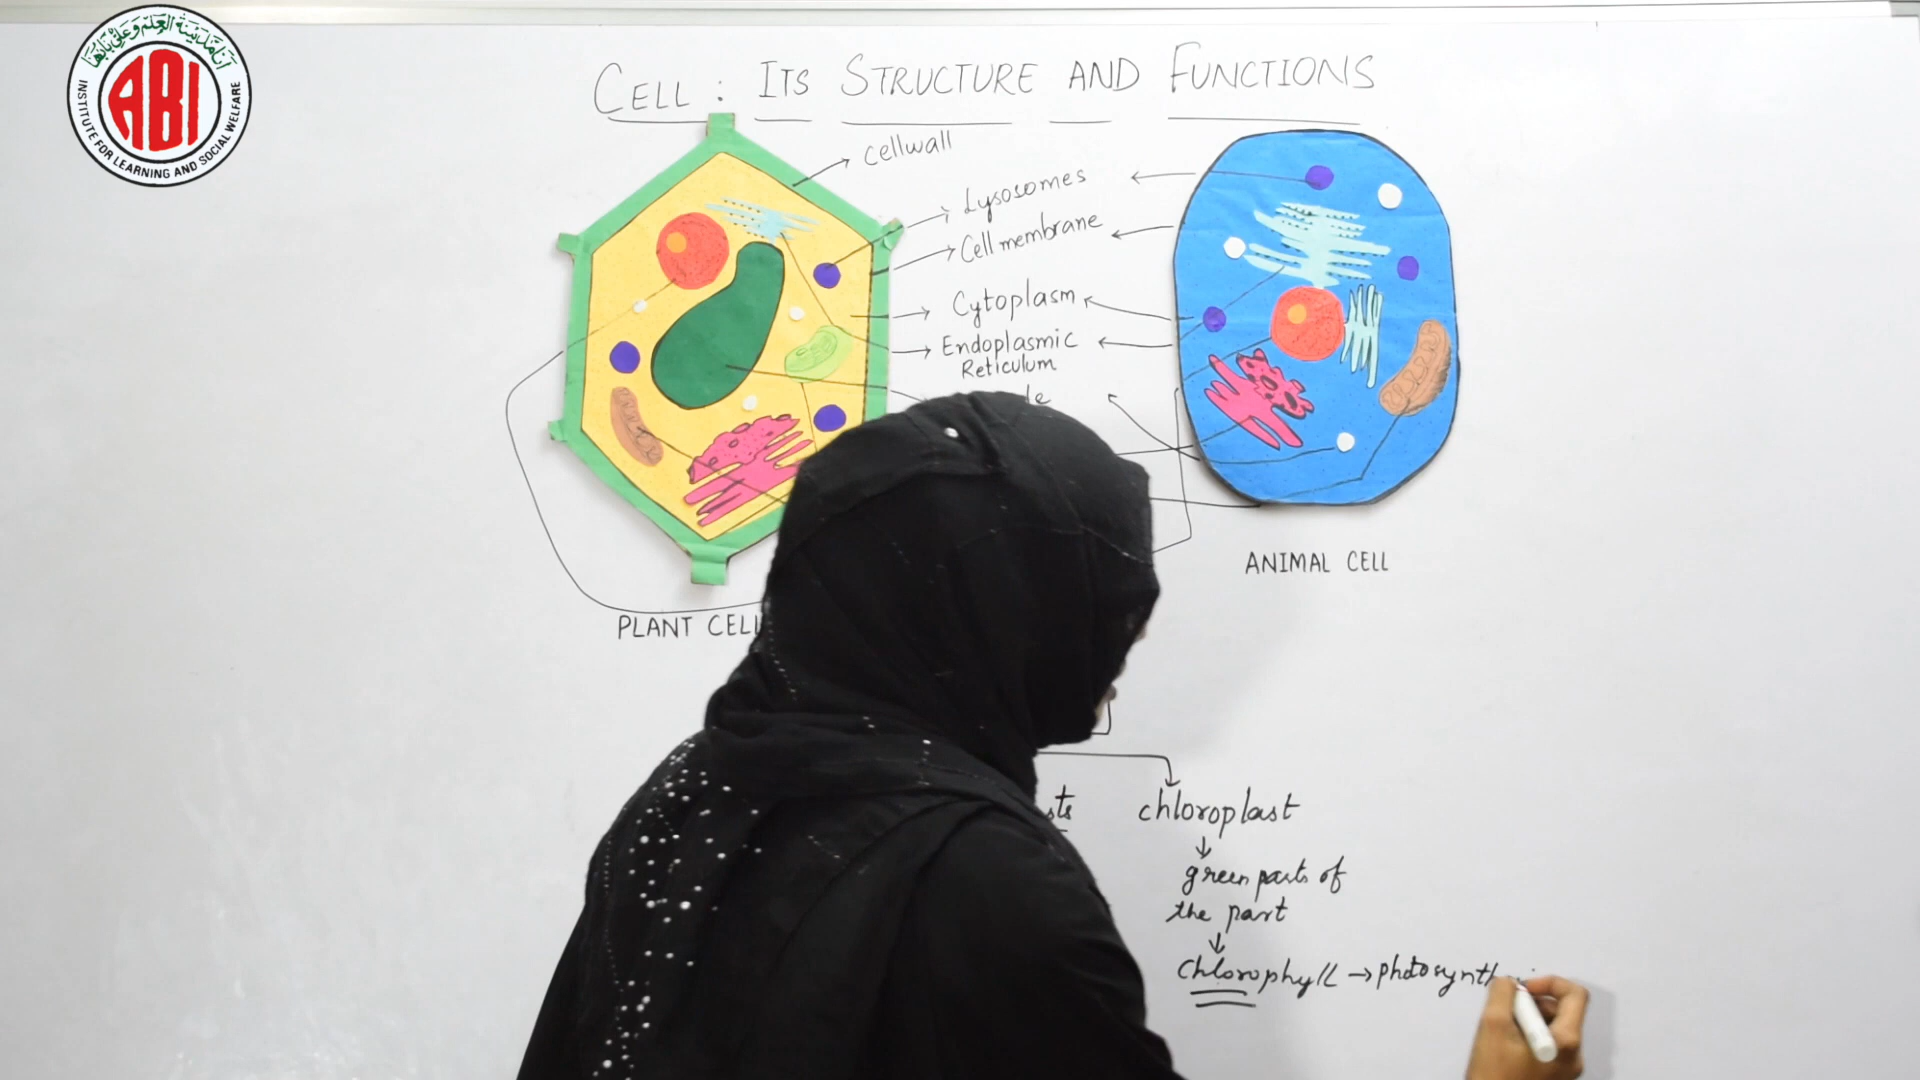 ABI
INSTITUTE FOR LEARNING AND SOCIAL WELFARE
CELL : ITS STRUCTURE AND FUNCTIONS
cellwall
Lysosomes
Cell membrane
Cytoplasm
Endoplasmic
Reticulum
PLANT CELL
ANIMAL CELL
chloroplast
green parts of
the part
chlorophyll → photosynth